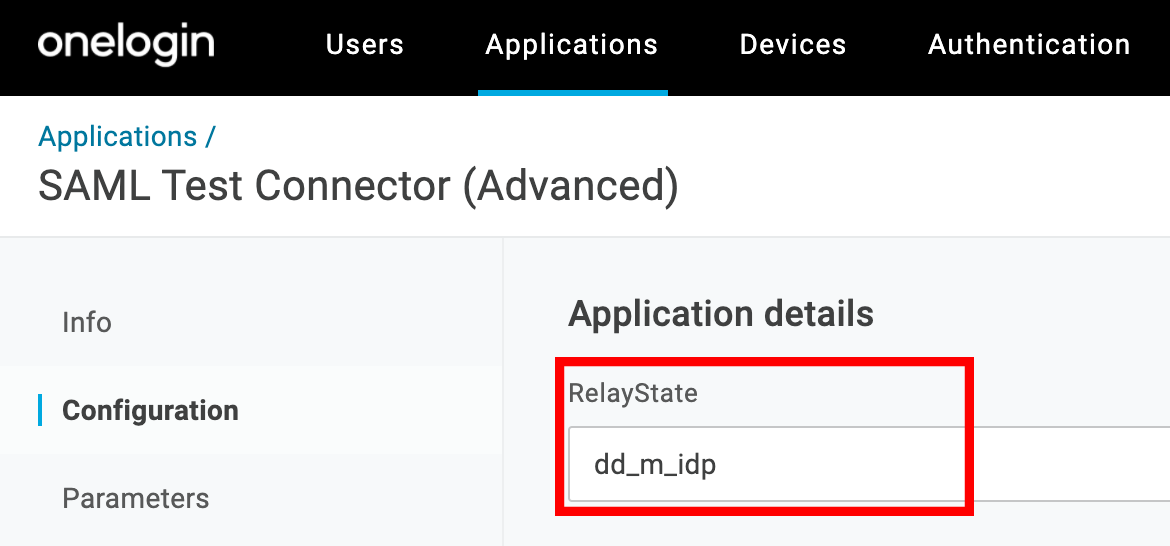 onelogin Users Applications Devices Authentication
Applications /
SAML Test Connector (Advanced)
Info
Configuration
Parameters
Application details
RelayState
dd_m_idp